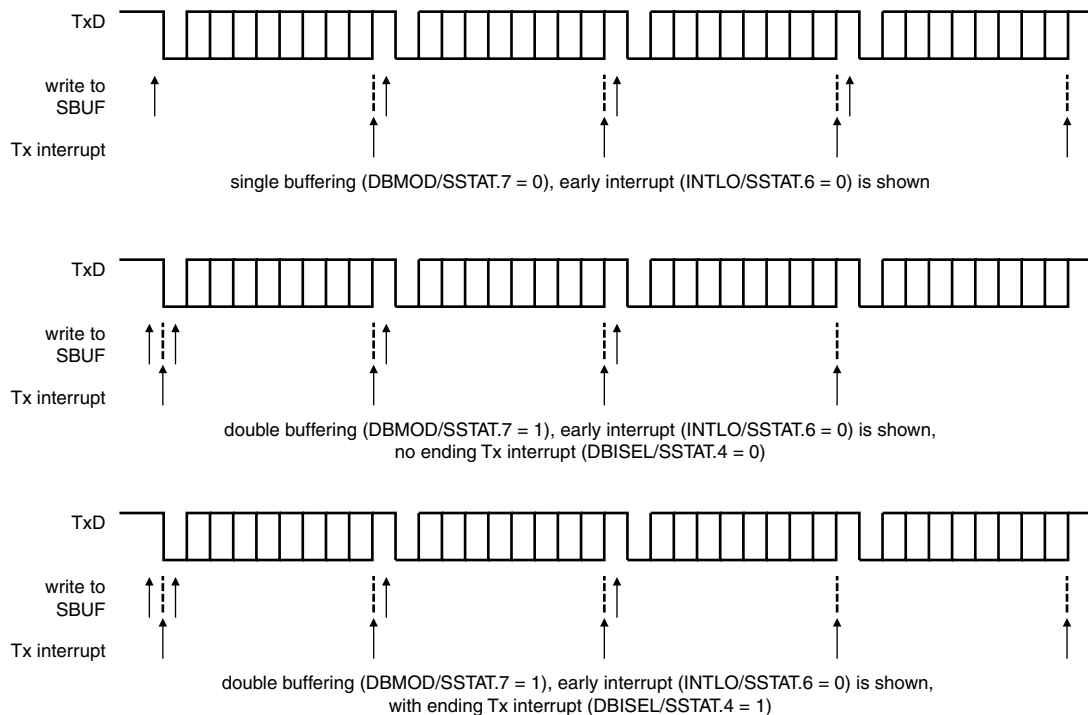 TxD
write to
SBUF
Tx interrupt
single buffering (DBMOD/SSTAT.7 = 0), early interrupt (INTLO/SSTAT.6 = 0) is shown
TxD
write to
SBUF
Tx interrupt
double buffering (DBMOD/SSTAT.7 = 1), early interrupt (INTLO/SSTAT.6 = 0) is shown,
no ending Tx interrupt (DBISEL/SSTAT.4 = 0)
TxD
write to
SBUF
Tx interrupt
double buffering (DBMOD/SSTAT.7 = 1), early interrupt (INTLO/SSTAT.6 = 0) is shown,
with ending Tx interrupt (DBISEL/SSTAT.4 = 1)